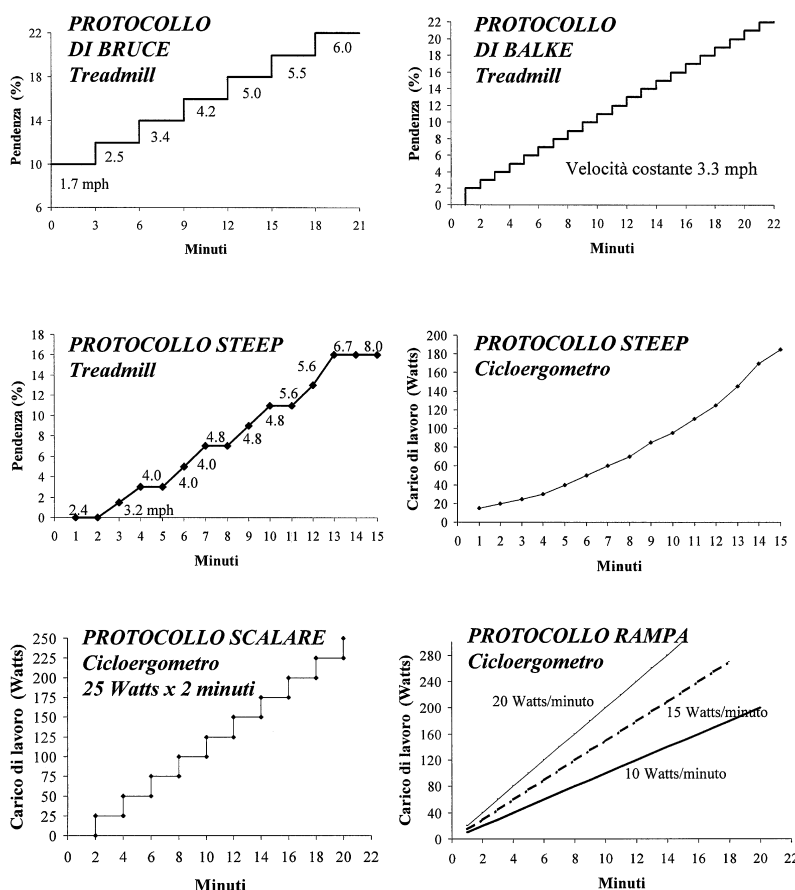 PROTOCOLLO
DI BRUCE
Treadmill
Pendenza (%)
22
18
14
10
6
1.7 mph
2.5
3.4
4.2
5.0
5.5
6.0
0 3 6 9 12 15 18 21
Minuti
PROTOCOLLO
DI BALKE
Treadmill
Pendenza (%)
22
20
18
16
14
12
10
8
6
4
2
0
Velocità costante 3.3 mph
0 2 4 6 8 10 12 14 16 18 20 22
Minuti
PROTOCOLLO STEEP
Treadmill
Pendenza (%)
18
16
14
12
10
8
6
4
2
0
2.4
3.2 mph
4.0
4.0
4.0
4.8
4.8
4.8
5.6
5.6
6.7
8.0
0 1 2 3 4 5 6 7 8 9 10 11 12 13 14 15
Minuti
PROTOCOLLO STEEP
Cicloergometro
Carico di lavoro (Watts)
200
180
160
140
120
100
80
60
40
20
0
0 1 2 3 4 5 6 7 8 9 10 11 12 13 14 15
Minuti
PROTOCOLLO SCALARE
Cicloergometro
25 Watts x 2 minuti
Carico di lavoro (Watts)
250
225
200
175
150
125
100
75
50
25
0
0 2 4 6 8 10 12 14 16 18 20 22
Minuti
PROTOCOLLO RAMPA
Cicloergometro
Carico di lavoro (Watts)
280
240
200
160
120
80
40
0
20 Watts/minuto
15 Watts/minuto
10 Watts/minuto
0 2 4 6 8 10 12 14 16 18 20 22
Minuti